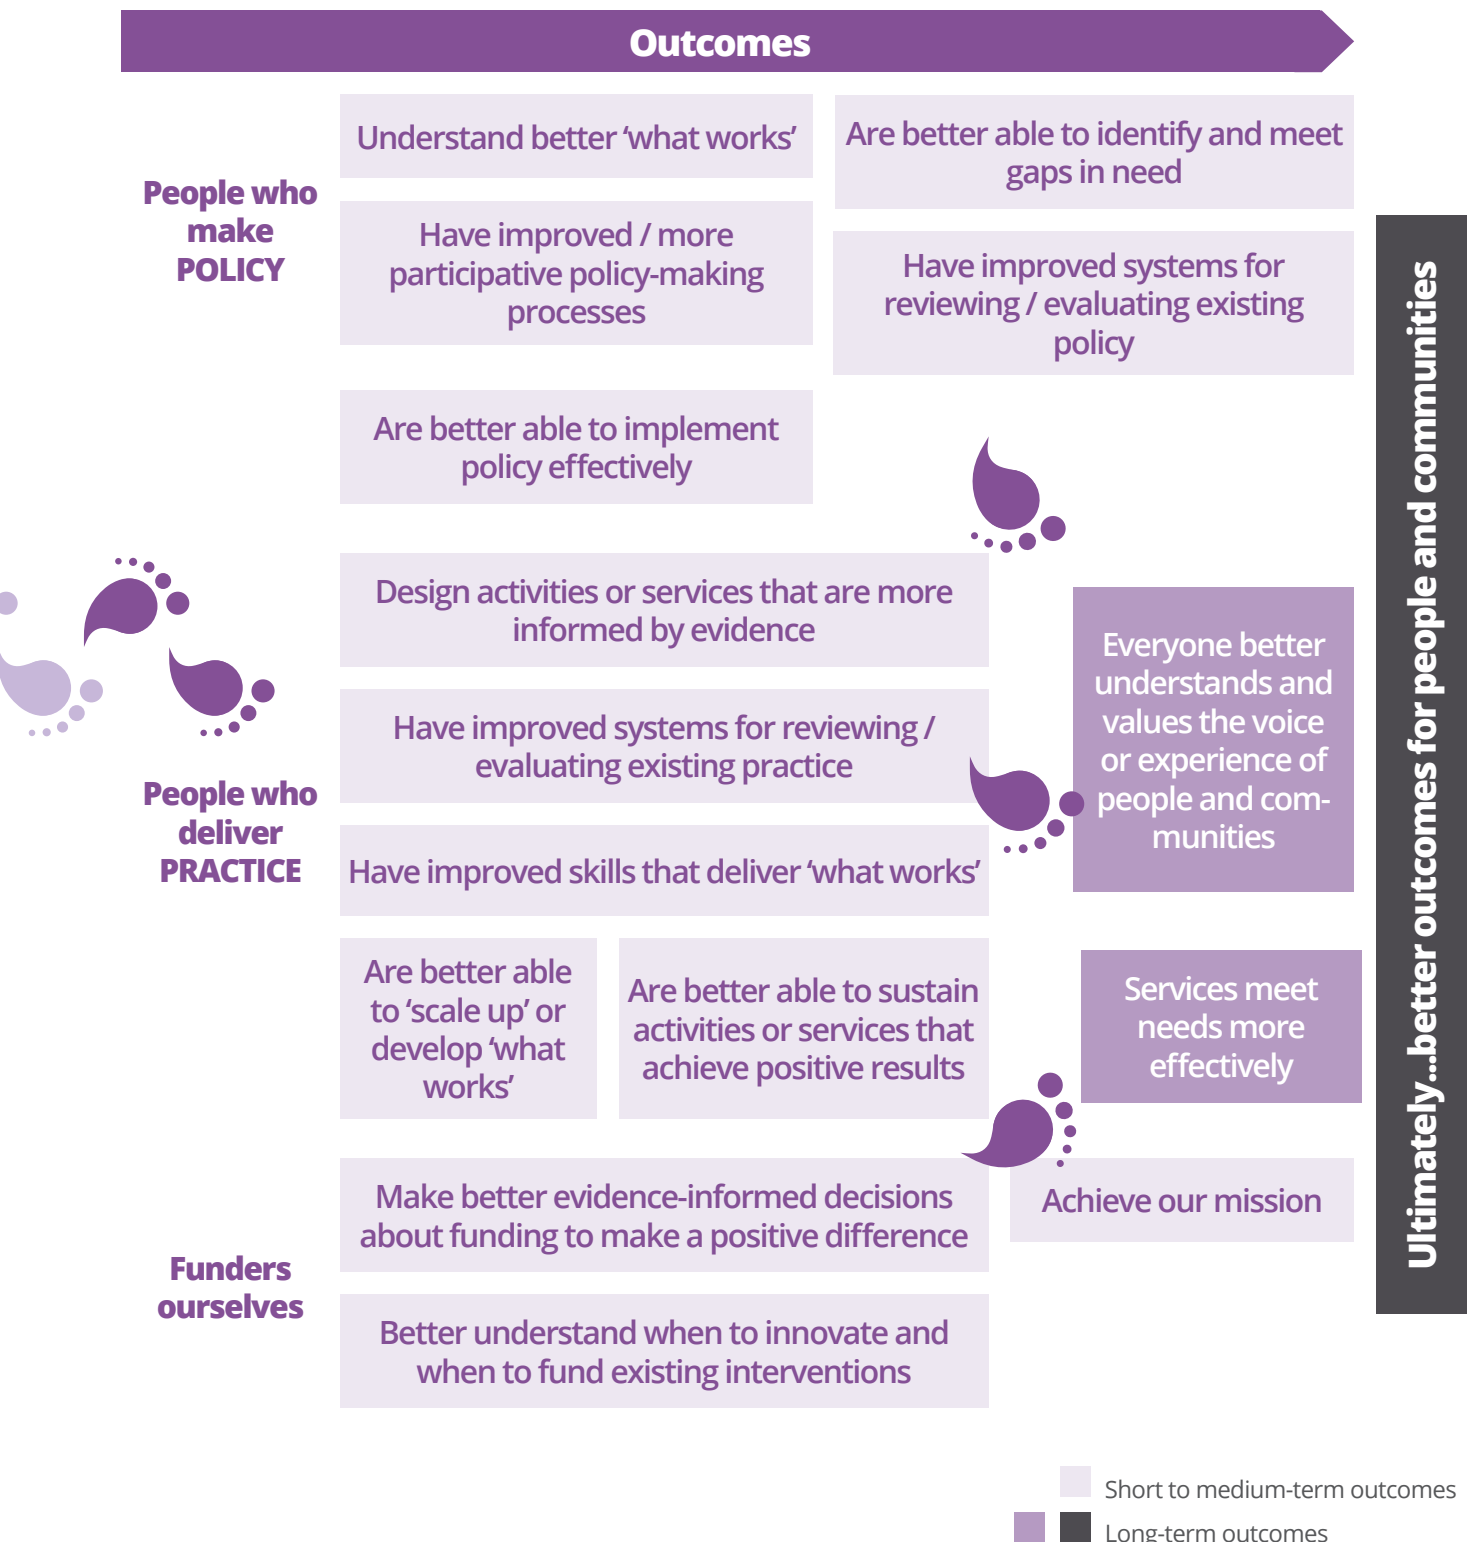 Outcomes
People who
make
POLICY
Understand better ‘what works’
Are better able to identify and meet
gaps in need
Have improved / more
participative policy-making
processes
Have improved systems for
reviewing / evaluating existing
policy
Are better able to implement
policy effectively
People who
deliver
PRACTICE
Design activities or services that are more
informed by evidence
Have improved systems for reviewing /
evaluating existing practice
Have improved skills that deliver ‘what works’
Are better able
to ‘scale up’ or
develop ‘what
works’
Are better able to sustain
activities or services that
achieve positive results
Everyone better
understands and
values the voice
or experience of
people and com-
munities
Services meet
needs more
effectively
Funders
ourselves
Make better evidence-informed decisions
about funding to make a positive difference
Achieve our mission
Better understand when to innovate and
when to fund existing interventions
Ultimately...better outcomes for people and communities
Short to medium-term outcomes
Long-term outcomes